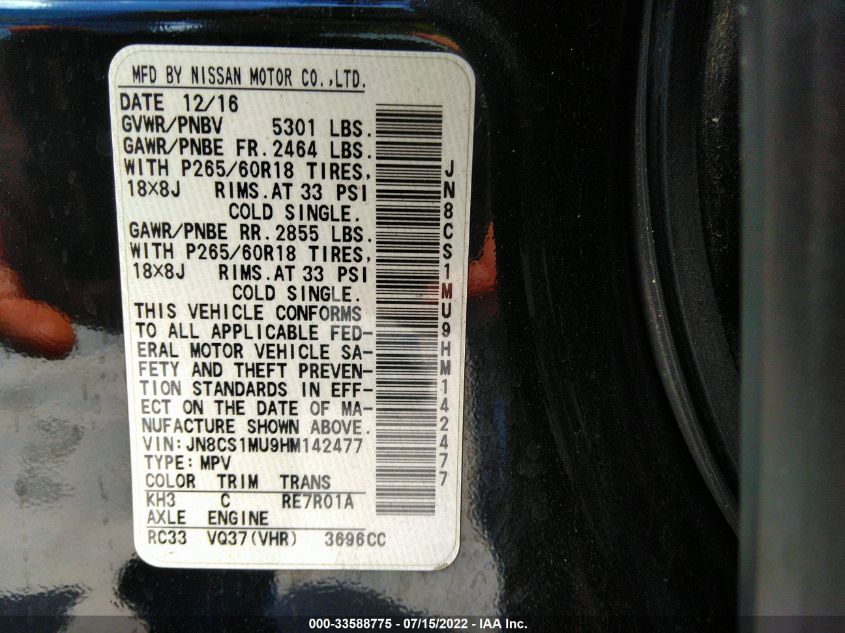 MFD BY NISSAN MOTOR CO.,LTD.
DATE 12/16
GVWR/PNBV 5301 LBS.
GAWR/PNBE FR. 2464 LBS.
WITH P265/60R18 TIRES,
18X8J RIMS.AT 33 PSI
COLD SINGLE.
GAWR/PNBE RR. 2855 LBS.
WITH P265/60R18 TIRES,
18X8J RIMS.AT 33 PSI
COLD SINGLE.
THIS VEHICLE CONFORMS
TO ALL APPLICABLE FED-
ERAL MOTOR VEHICLE SA-
FETY AND THEFT PREVEN-
TION STANDARDS IN EFF-
ECT ON THE DATE OF MA-
NUFACTURE SHOWN ABOVE.
VIN:JN8CS1MU9HM142477
TYPE: MPV
COLOR TRIM TRANS
KH3 C RE7R01A
AXLE ENGINE
RC33 VQ37(VHR) 3696CC
JN8CS1MU9HM142477
000-33588775 - 07/15/2022 - IAA Inc.